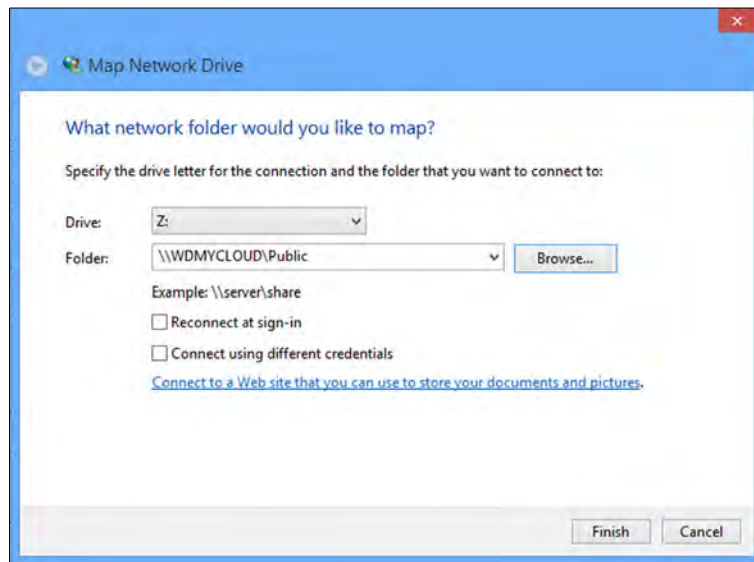 Map Network Drive
What network folder would you like to map?
Specify the drive letter for the connection and the folder that you want to connect to:
Drive: Z:
Folder: \\WDMYCLOUD\Public Browse...
Example: \\server\share
Reconnect at sign-in
Connect using different credentials
Connect to a Web site that you can use to store your documents and pictures.
Finish Cancel